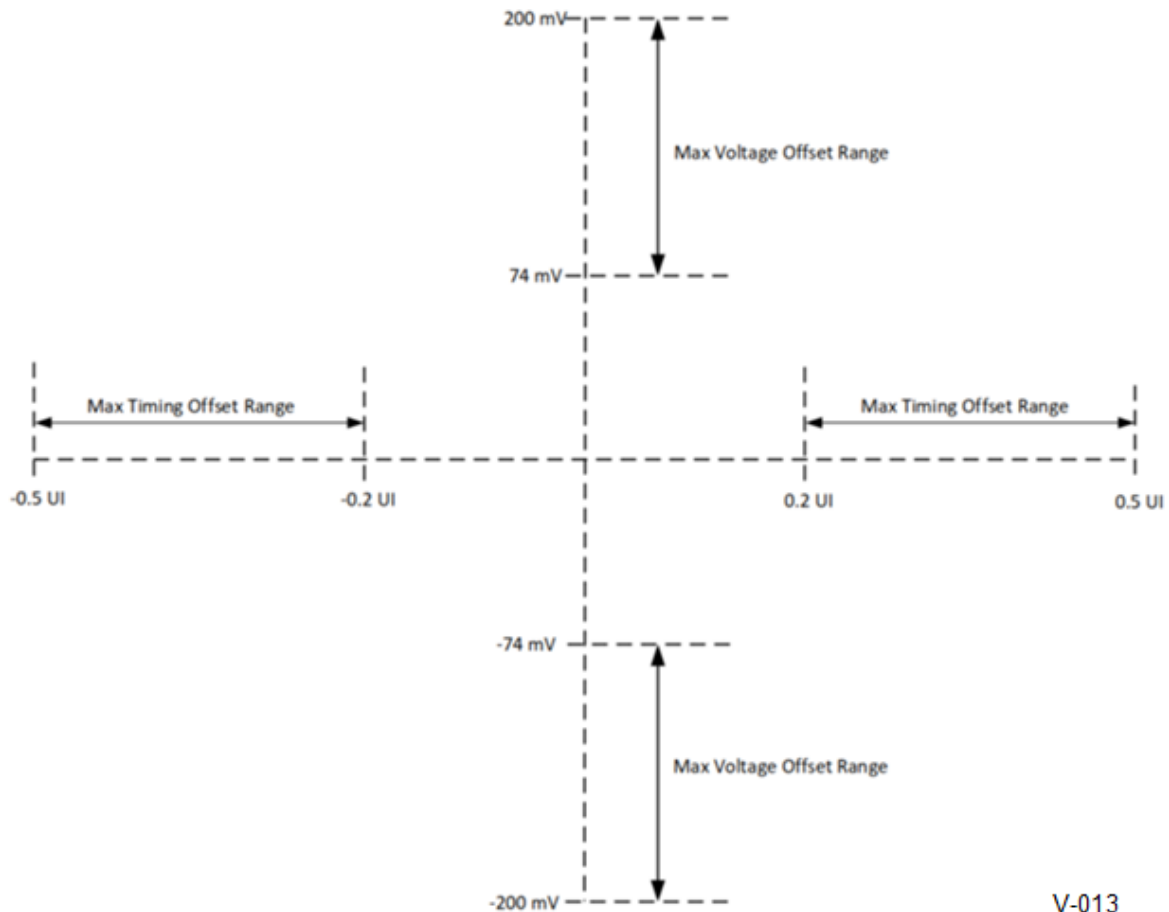 200 mV
Max Voltage Offset Range
74 mV
Max Timing Offset Range
Max Timing Offset Range
-0.5 UI
-0.2 UI
0.2 UI
0.5 UI
-74 mV
Max Voltage Offset Range
-200 mV
V-013